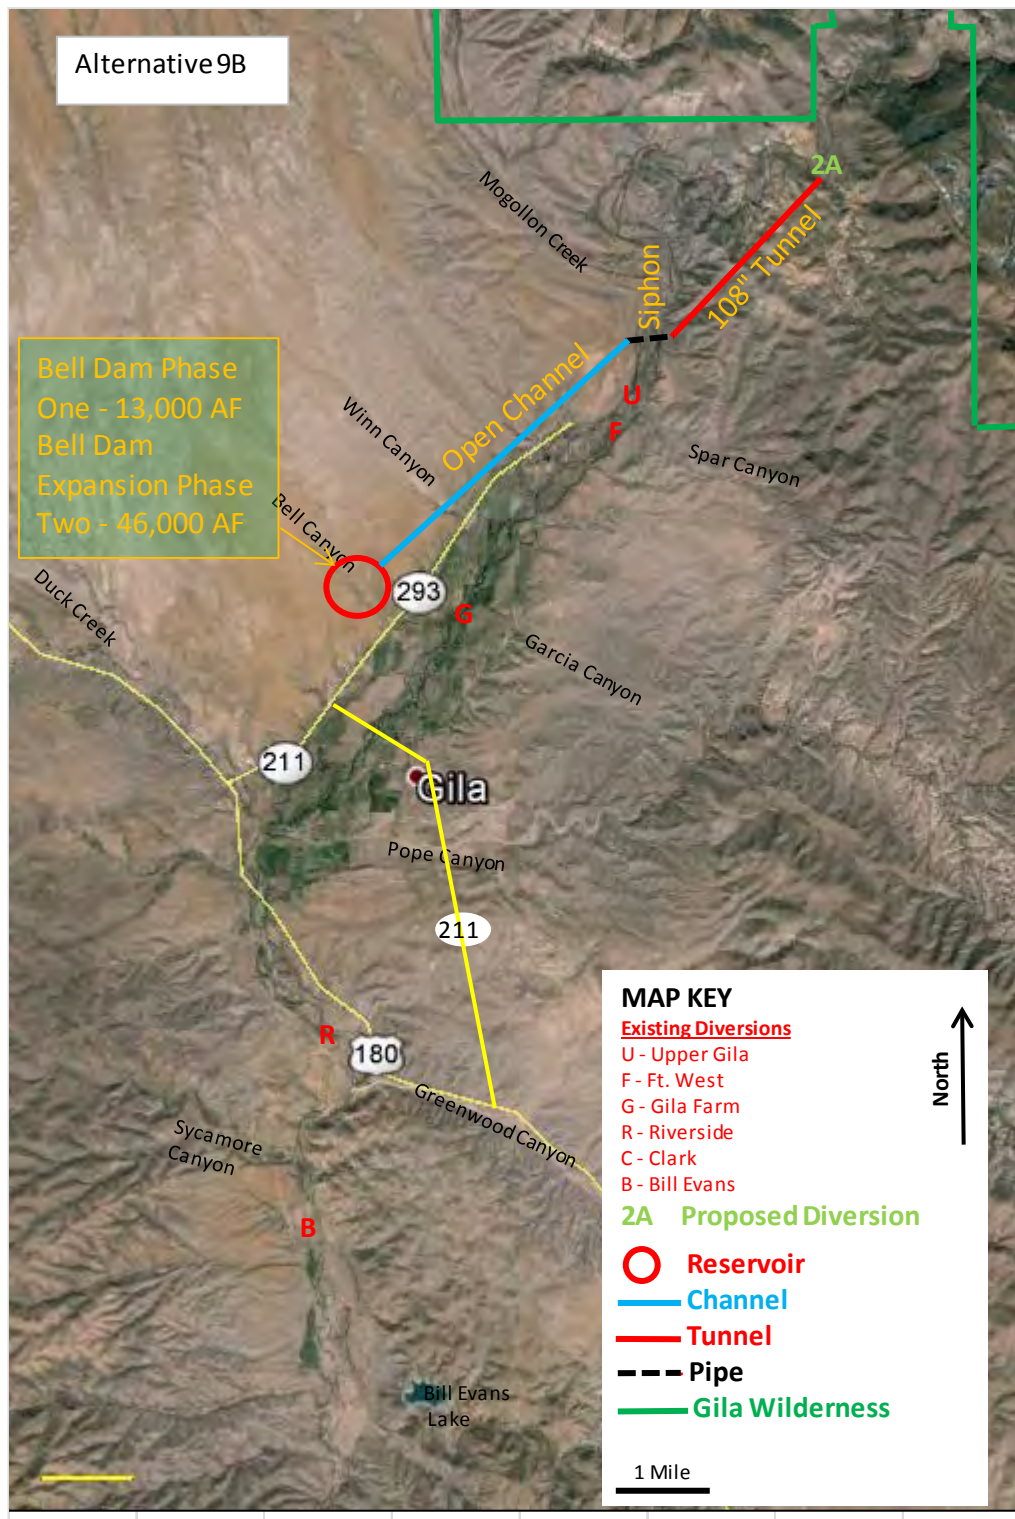 Alternative 9B
2A
Mogollon Creek
108" Tunnel
Siphon
Bell Dam Phase
One - 13,000 AF
Bell Dam
Expansion Phase
Two - 46,000 AF
Open Channel
U
F
Winn Canyon
Spar Canyon
Bell Canyon
Duck Creek
293
G
Garcia Canyon
211
Gila
Pope Canyon
211
R
180
Greenwood Canyon
Sycamore
Canyon
B
Bill Evans
Lake
MAP KEY
Existing Diversions
U - Upper Gila
F - Ft. West
G - Gila Farm
R - Riverside
C - Clark
B - Bill Evans
2A Proposed Diversion
Reservoir
Channel
Tunnel
Pipe
Gila Wilderness
North
1 Mile